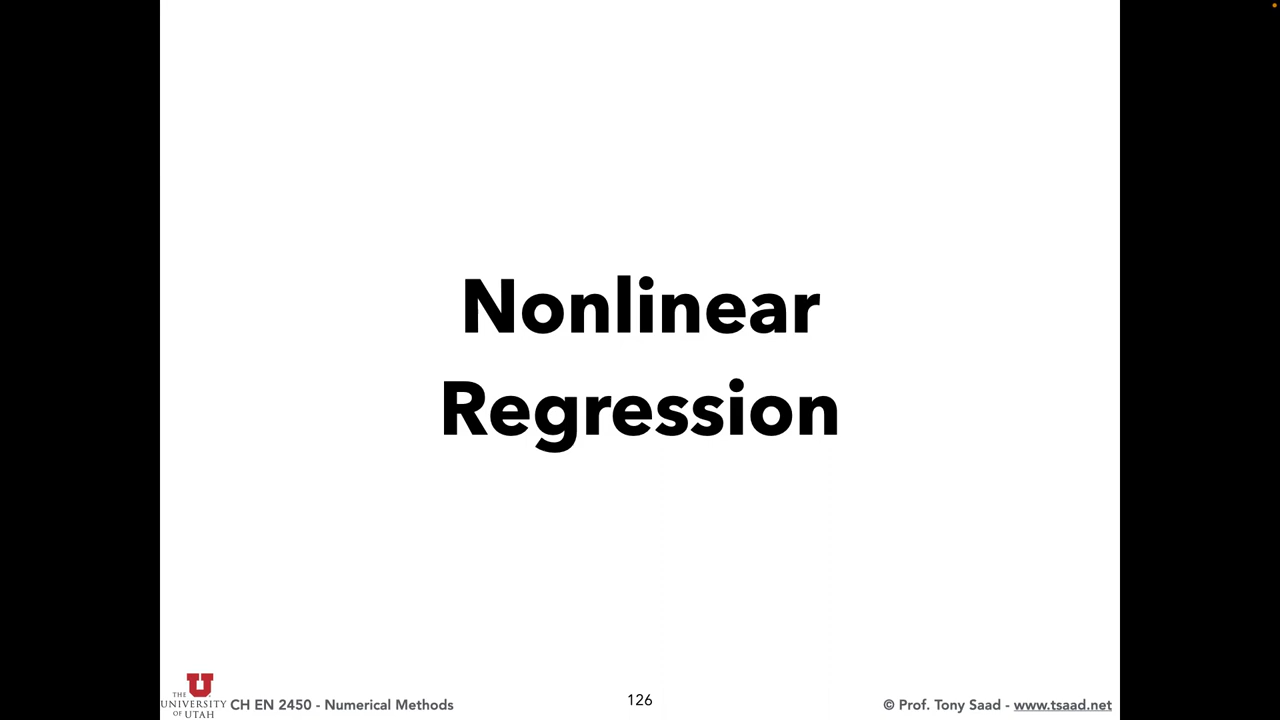 Nonlinear
Regression
THE
UNIVERSITY
OF UTAH
CH EN 2450 - Numerical Methods
126
© Prof. Tony Saad - www.tsaad.net